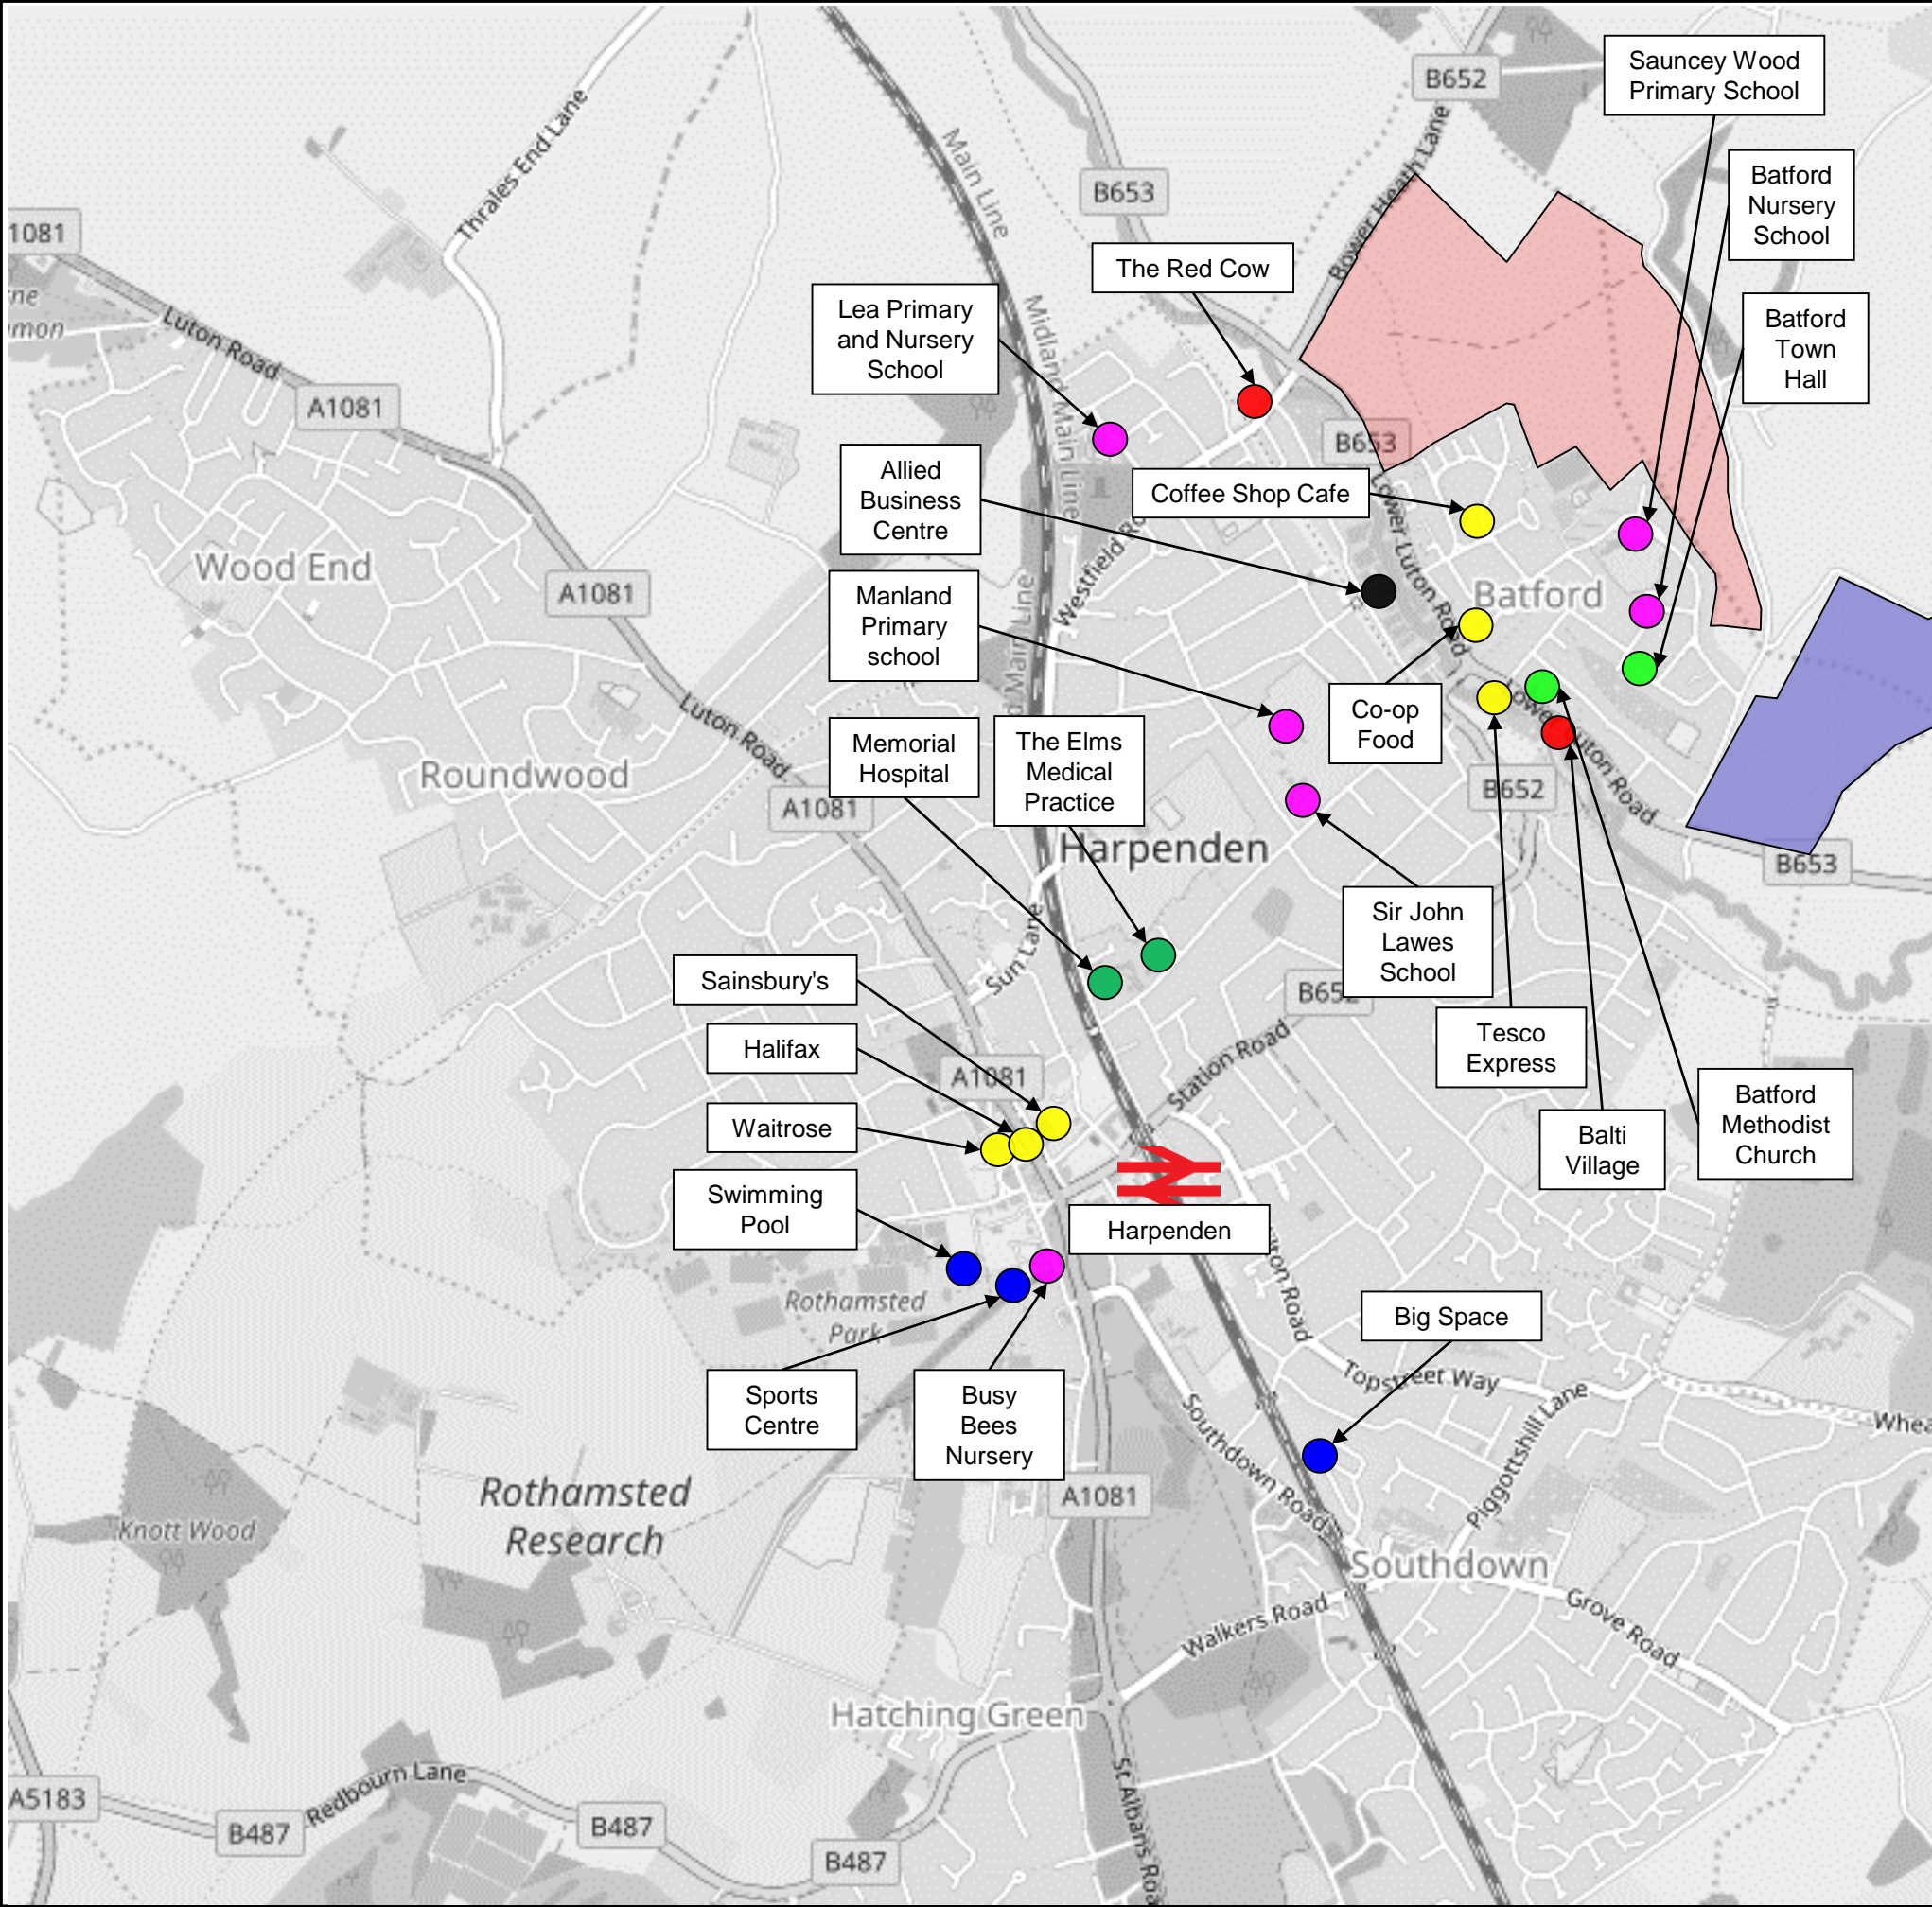 B652
Sauncey Wood
Primary School
Thrales End Lane
Main Line
B653
Bower Heath Lane
Batford
Nursery
School
1081
The Red Cow
Lea Primary
and Nursery
School
Midland Main Line
Batford
Town
Hall
Luton Road
A1081
B653
Allied
Business
Centre
Coffee Shop Cafe
Lower Luton Road
Wood End
A1081
Manland
Primary
school
Main Line
Batford
Co-op
Food
Lower Luton Road
Luton Road
Roundwood
Memorial
Hospital
The Elms
Medical
Practice
A1081
B652
Harpenden
B653
Sir John
Lawes
School
Sun Lane
Sainsbury's
B652
Halifax
Tesco
Express
A1081
Station Road
Waitrose
Batford
Methodist
Church
Balti
Village
Swimming
Pool
Harpenden
Rothamsted
Park
Big Space
Sports
Centre
Busy
Bees
Nursery
Topstreet Way
Piggottshill Lane
Southdown Road
Rothamsted
Research
A1081
Knott Wood
Southdown
Walkers Road
Grove Road
Hatching Green
Redbourn Lane
A5183
B487
B487
B487
St Albans Roa